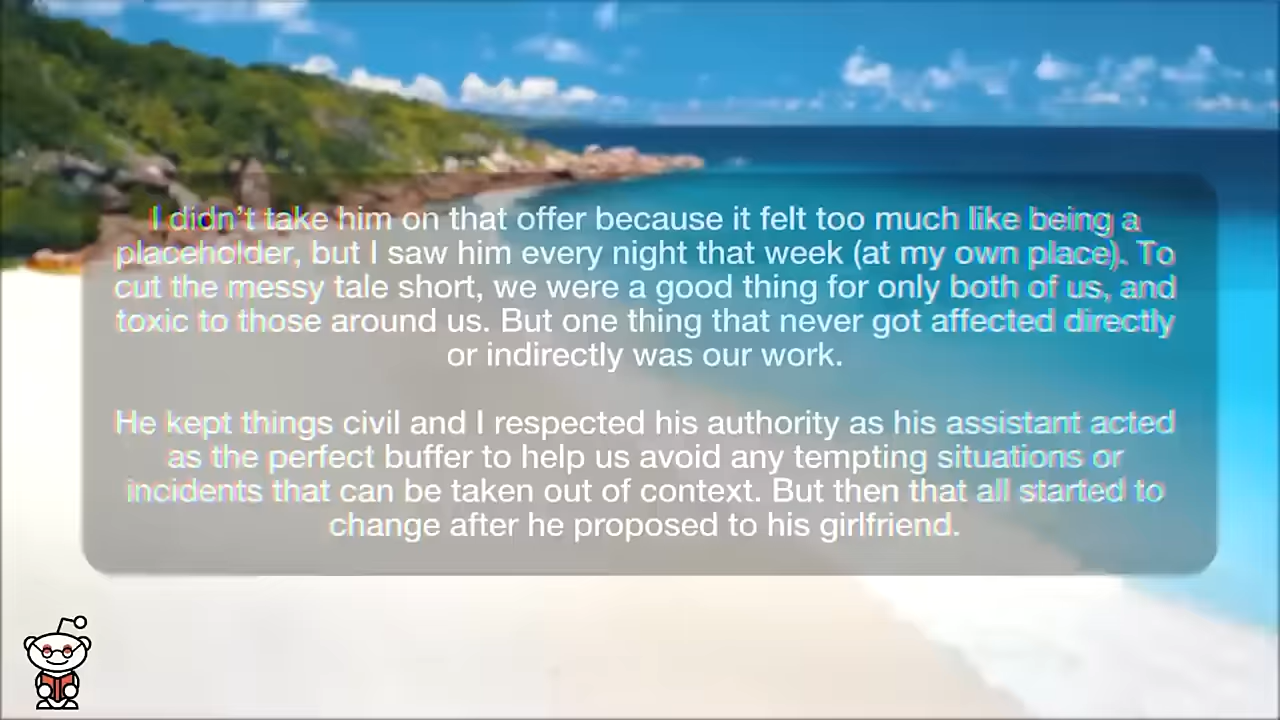 I didn’t take him on that offer because it felt too much like being a
placeholder, but I saw him every night that week (at my own place). To
cut the messy tale short, we were a good thing for only both of us, and
toxic to those around us. But one thing that never got affected directly
or indirectly was our work.
He kept things civil and I respected his authority as his assistant acted
as the perfect buffer to help us avoid any tempting situations or
incidents that can be taken out of context. But then that all started to
change after he proposed to his girlfriend.